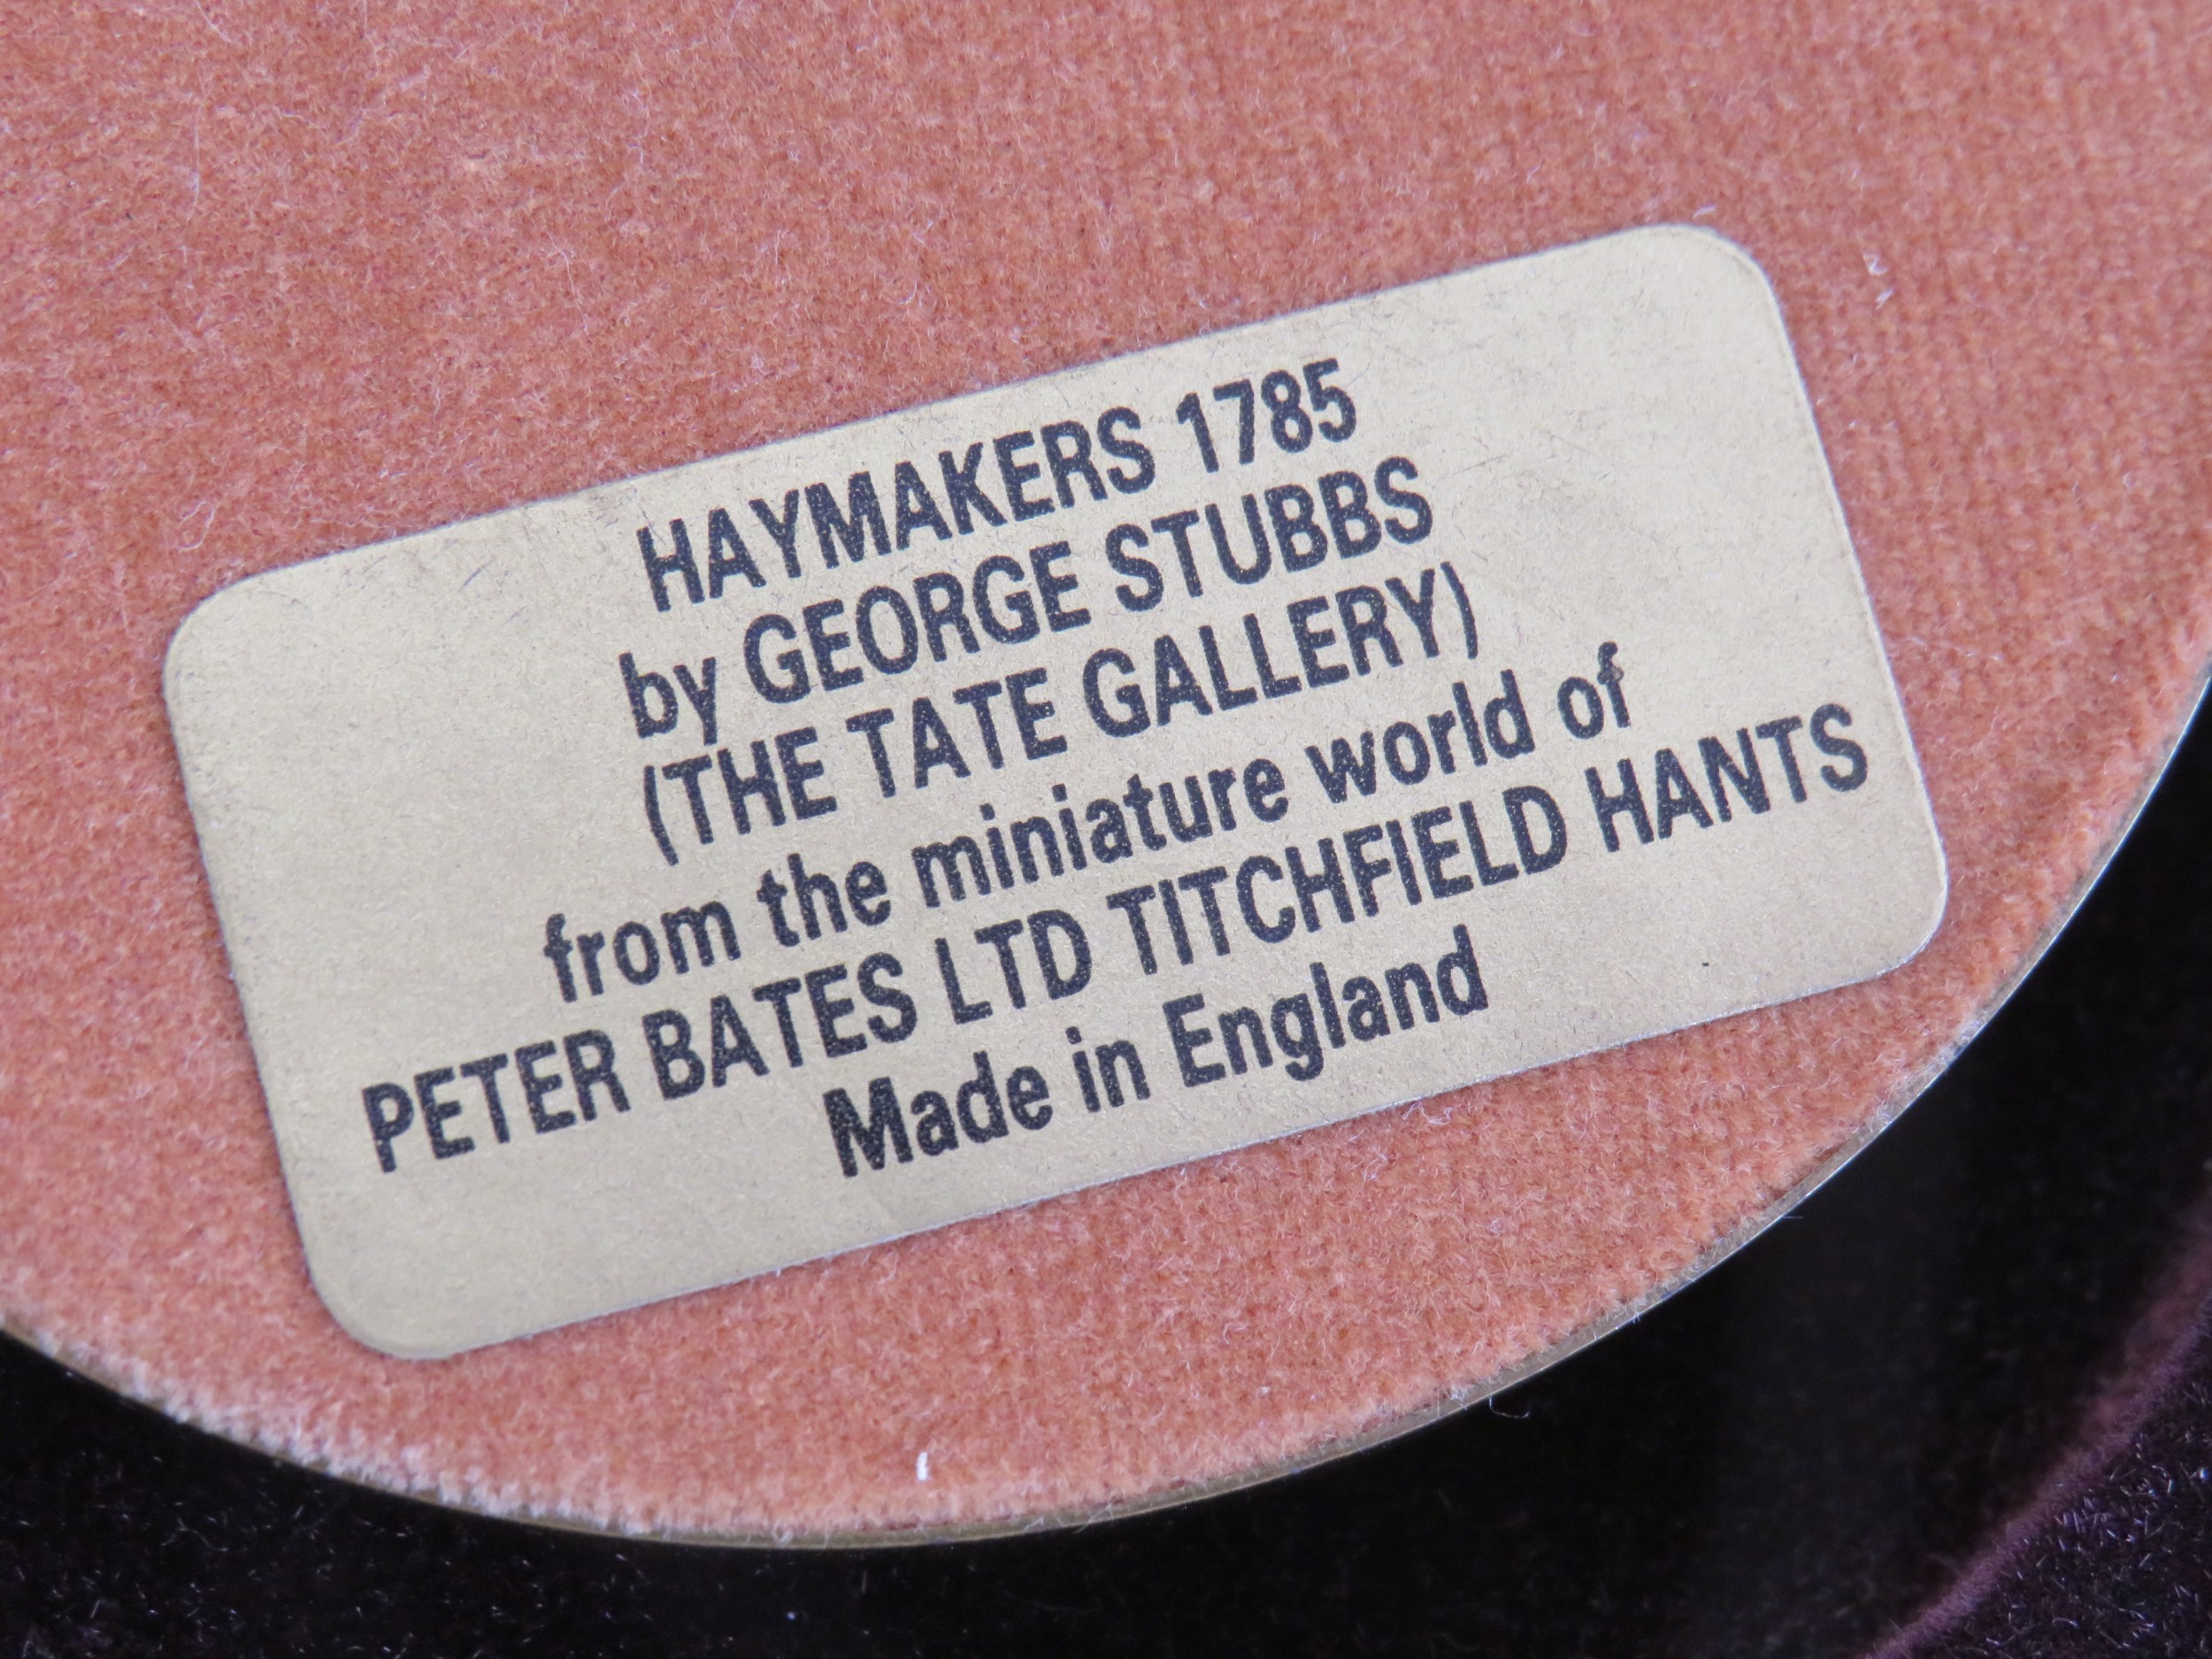 HAYMAKERS 1785
by GEORGE STUBBS
(THE TATE GALLERY)
from the miniature world of
PETER BATES LTD TITCHFIELD HANTS
Made in England